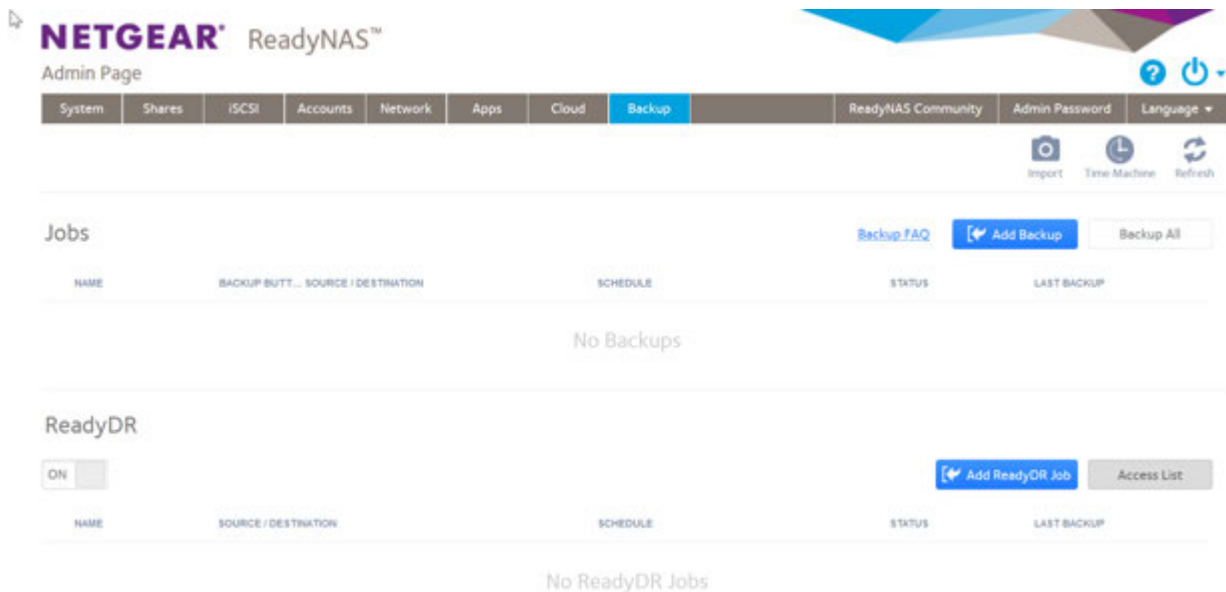 NETGEAR® ReadyNAS™
Admin Page
System Shares iSCSI Accounts Network Apps Cloud Backup ReadyNAS Community Admin Password Language
Import Time Machine Refresh
Jobs Backup FAQ Add Backup Backup All
NAME BACKUP BUTT... SOURCE / DESTINATION SCHEDULE STATUS LAST BACKUP
No Backups
ReadyDR
ON Add ReadyDR Job Access List
NAME SOURCE / DESTINATION SCHEDULE STATUS LAST BACKUP
No ReadyDR Jobs